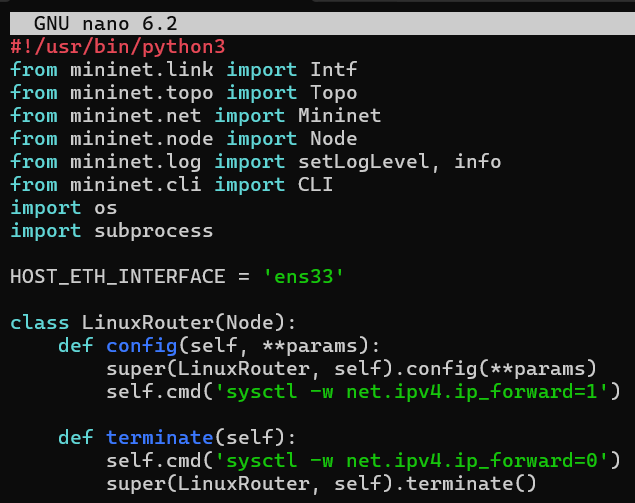 GNU nano 6.2
#!/usr/bin/python3
from mininet.link import Intf
from mininet.topo import Topo
from mininet.net import Mininet
from mininet.node import Node
from mininet.log import setLogLevel, info
from mininet.cli import CLI
import os
import subprocess

HOST_ETH_INTERFACE = 'ens33'

class LinuxRouter(Node):
    def config(self, **params):
        super(LinuxRouter, self).config(**params)
        self.cmd('sysctl -w net.ipv4.ip_forward=1')

    def terminate(self):
        self.cmd('sysctl -w net.ipv4.ip_forward=0')
        super(LinuxRouter, self).terminate()